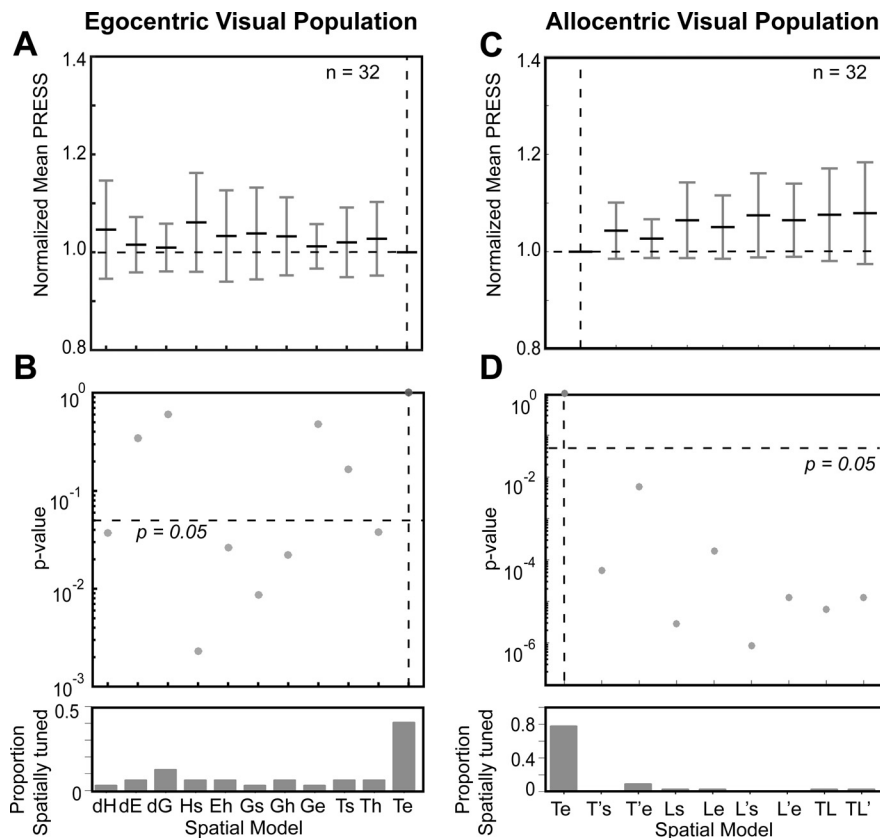 Egocentric Visual Population
Allocentric Visual Population
A
n = 32
Normalized Mean PRESS
1.4
1.2
1.0
0.8
B
p-value
10^0
10^-1
10^-2
10^-3
p = 0.05
Proportion
Spatially tuned
0.5
0
dH dE dG Hs Eh Gs Gh Ge Ts Th Te
Spatial Model
C
n = 32
Normalized Mean PRESS
1.4
1.2
1.0
0.8
D
p-value
10^0
10^-2
10^-4
10^-6
p = 0.05
Proportion
Spatially tuned
0.8
0.4
0
Te T's T'e Ls Le L's L'e TL TL'
Spatial Model